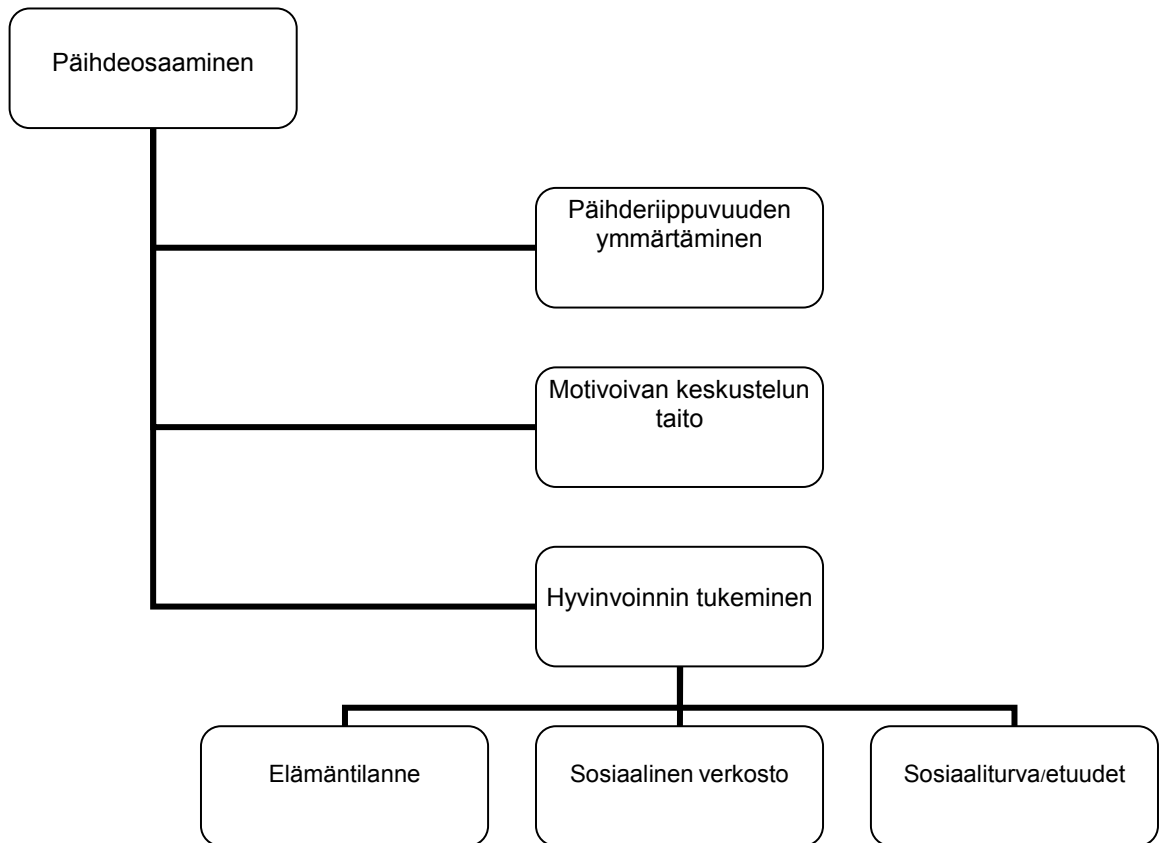 Päihdeosaaminen
Päihderiippuvuuden
ymmärtäminen
Motivoivan keskustelun
taito
Hyvinvoinnin tukeminen
Elämäntilanne
Sosiaalinen verkosto
Sosiaaliturva/etuudet